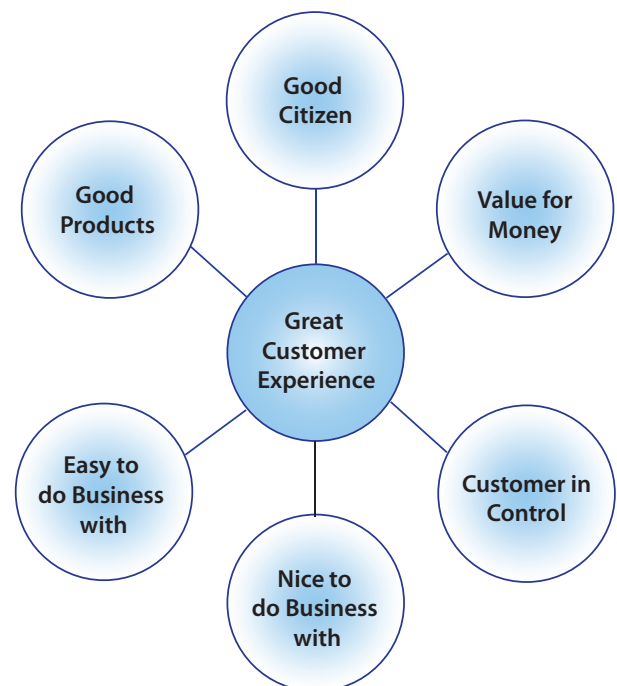 Good
Citizen
Good
Products
Value for
Money
Great
Customer
Experience
Easy to
do Business
with
Customer in
Control
Nice to
do Business
with